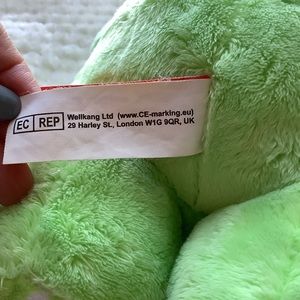 EC REP
Wellkang Ltd (www.CE-marking.eu)
29 Harley St., London W1G 9QR, UK